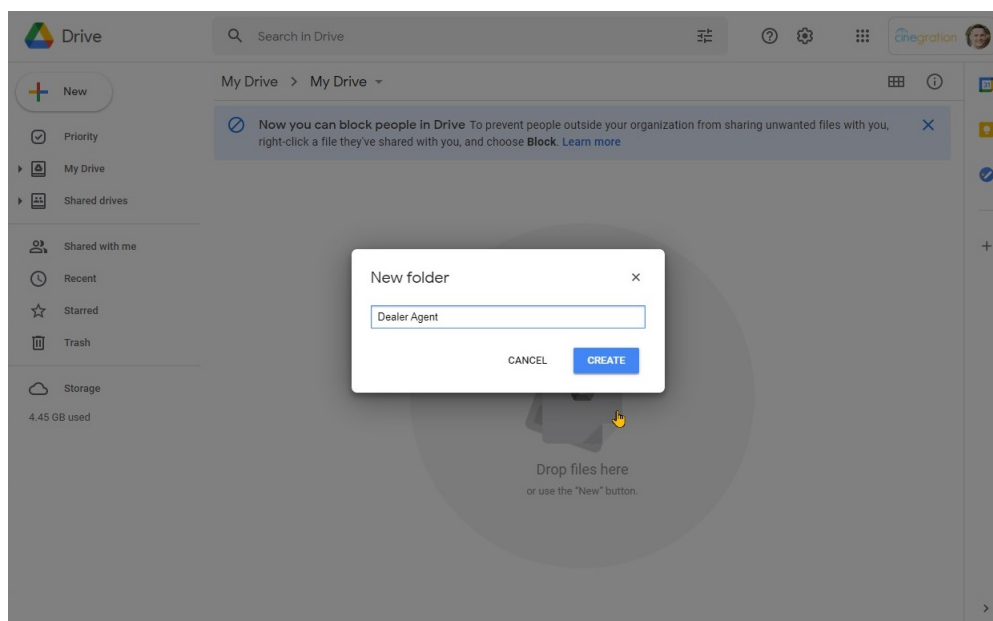 Drive
Search in Drive
cinegration
New
My Drive > My Drive
Now you can block people in Drive To prevent people outside your organization from sharing unwanted files with you,
right-click a file they've shared with you, and choose Block. Learn more
Priority
My Drive
Shared drives
Shared with me
Recent
Starred
Trash
Storage
4.45 GB used
New folder
Dealer Agent
CANCEL
CREATE
Drop files here
or use the "New" button.